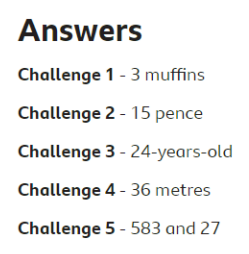 Answers
Challenge 1 - 3 muffins
Challenge 2 - 15 pence
Challenge 3 - 24-years-old
Challenge 4 - 36 metres
Challenge 5 - 583 and 27